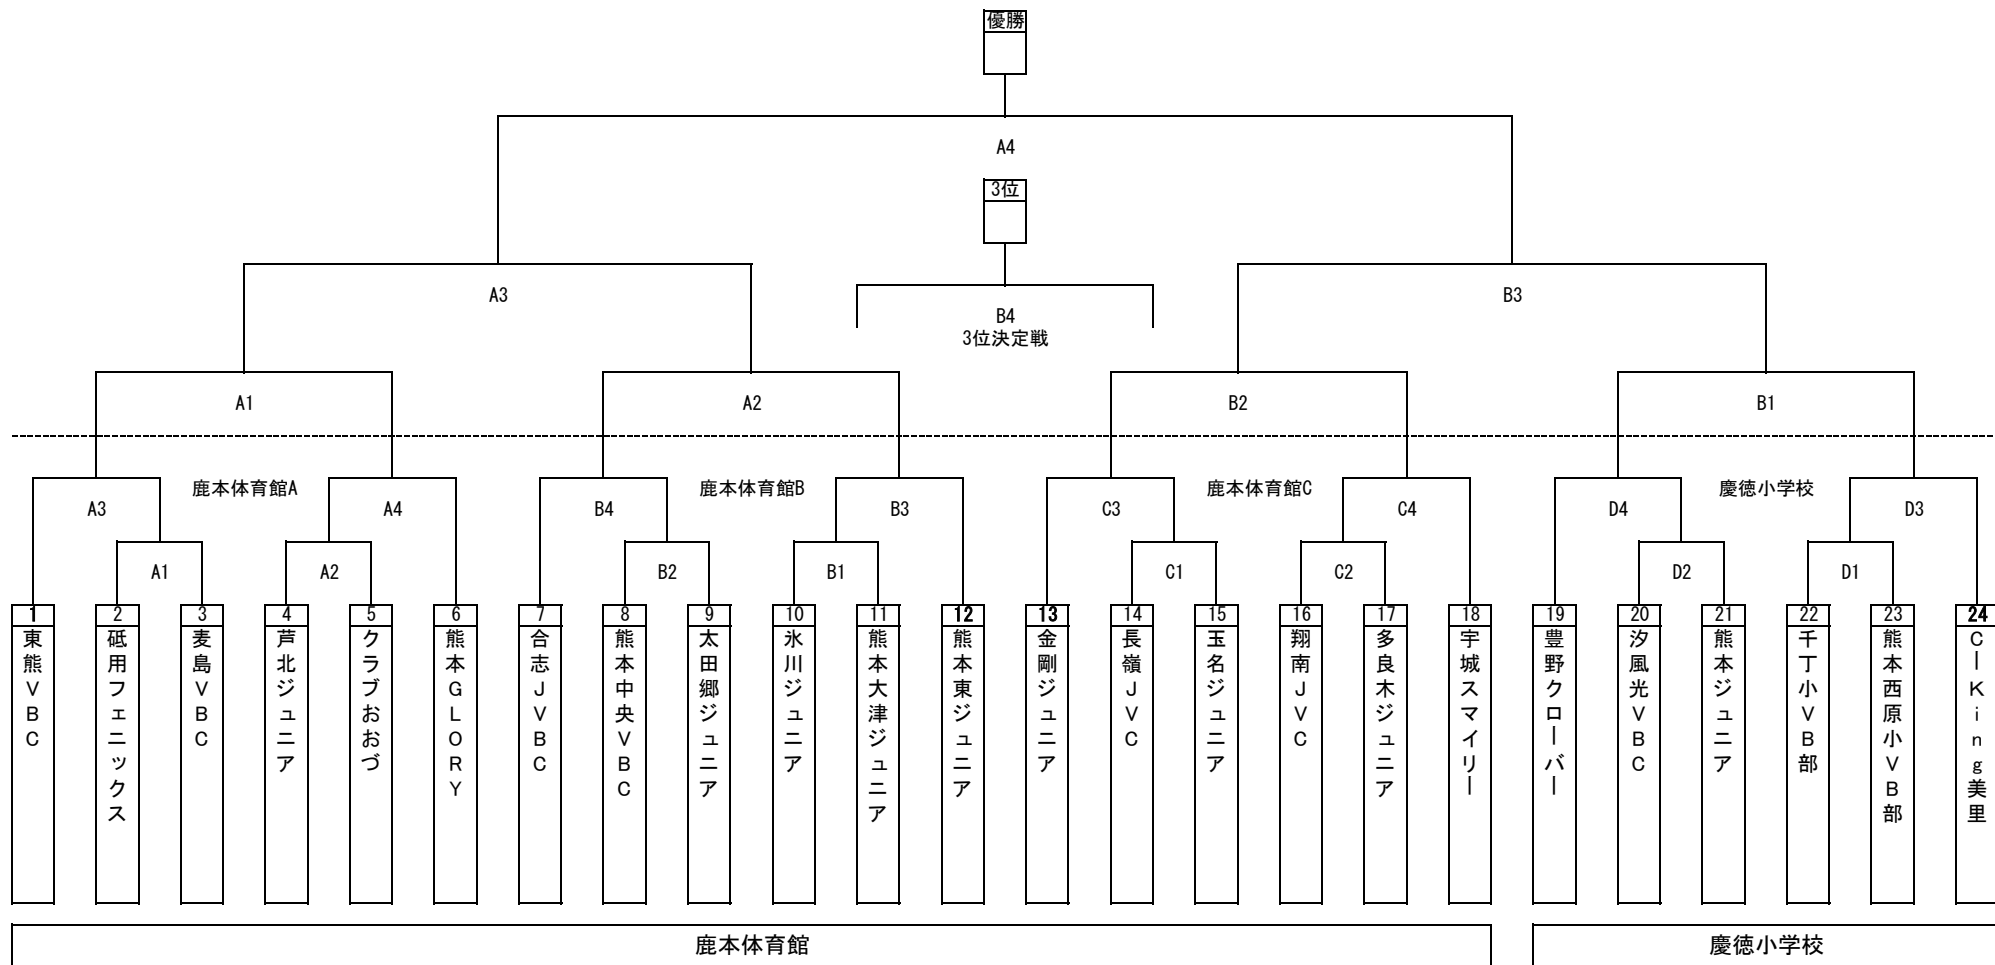 優勝
A4
3位
A3
B3
B4
3位決定戦
A1
A2
B2
B1
鹿本体育館A
鹿本体育館B
鹿本体育館C
慶徳小学校
A3
A4
B4
B3
C3
C4
D4
D3
A1
A2
B2
B1
C1
C2
D2
D1
1
東熊VBC
2
砥用フェニックス
3
麦島VBC
4
芦北ジュニア
5
クラブおおづ
6
熊本GLORY
7
合志JVBC
8
熊本中央VBC
9
太田郷ジュニア
10
氷川ジュニア
11
熊本大津ジュニア
12
熊本東ジュニア
13
金剛ジュニア
14
長嶺JVC
15
玉名ジュニア
16
翔南JVC
17
多良木ジュニア
18
宇城スマイリー
19
豊野クローバー
20
汐風光VBC
21
熊本ジュニア
22
千丁小VB部
23
熊本西原小VB部
24
C－King美里
鹿本体育館
慶徳小学校